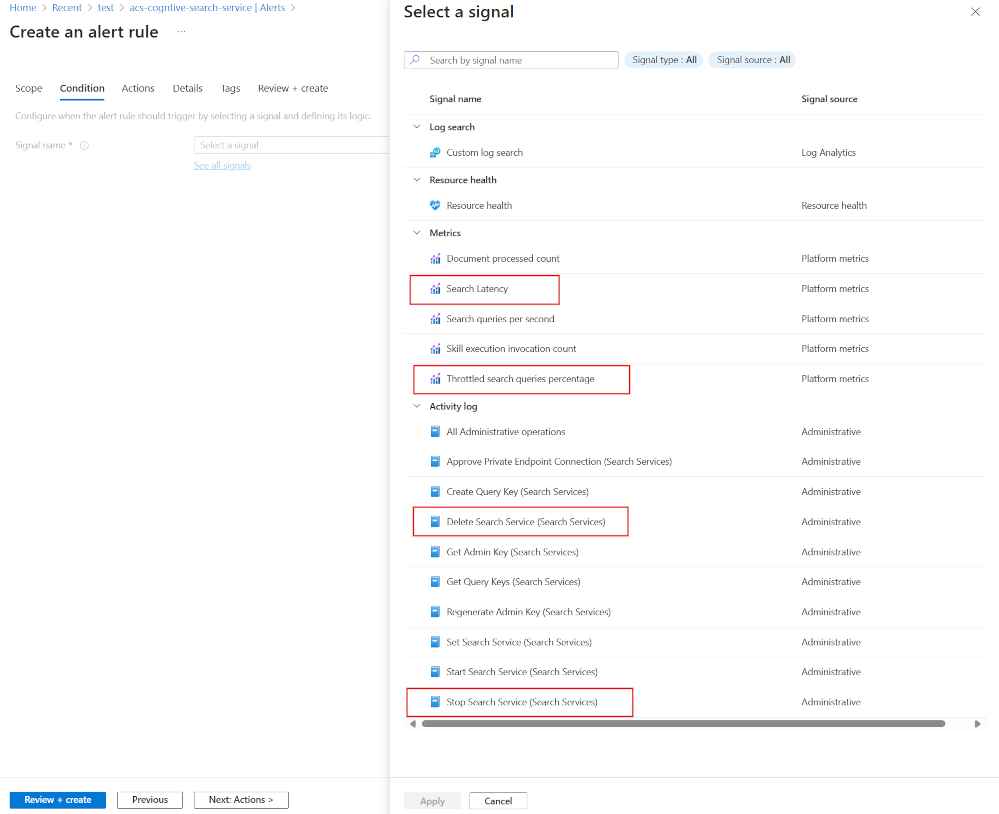 Home > Recent > test > acs-cogntive-search-service | Alerts >
Create an alert rule ...
Scope Condition Actions Details Tags Review + create
Configure when the alert rule should trigger by selecting a signal and defining its logic.
Signal name * Select a signal
See all signals
Review + create Previous Next: Actions >
Select a signal
Search by signal name Signal type : All Signal source : All
Signal name Signal source
Log search
Custom log search Log Analytics
Resource health
Resource health Resource health
Metrics
Document processed count Platform metrics
Search Latency Platform metrics
Search queries per second Platform metrics
Skill execution invocation count Platform metrics
Throttled search queries percentage Platform metrics
Activity log
All Administrative operations Administrative
Approve Private Endpoint Connection (Search Services) Administrative
Create Query Key (Search Services) Administrative
Delete Search Service (Search Services) Administrative
Get Admin Key (Search Services) Administrative
Get Query Keys (Search Services) Administrative
Regenerate Admin Key (Search Services) Administrative
Set Search Service (Search Services) Administrative
Start Search Service (Search Services) Administrative
Stop Search Service (Search Services) Administrative
Apply Cancel